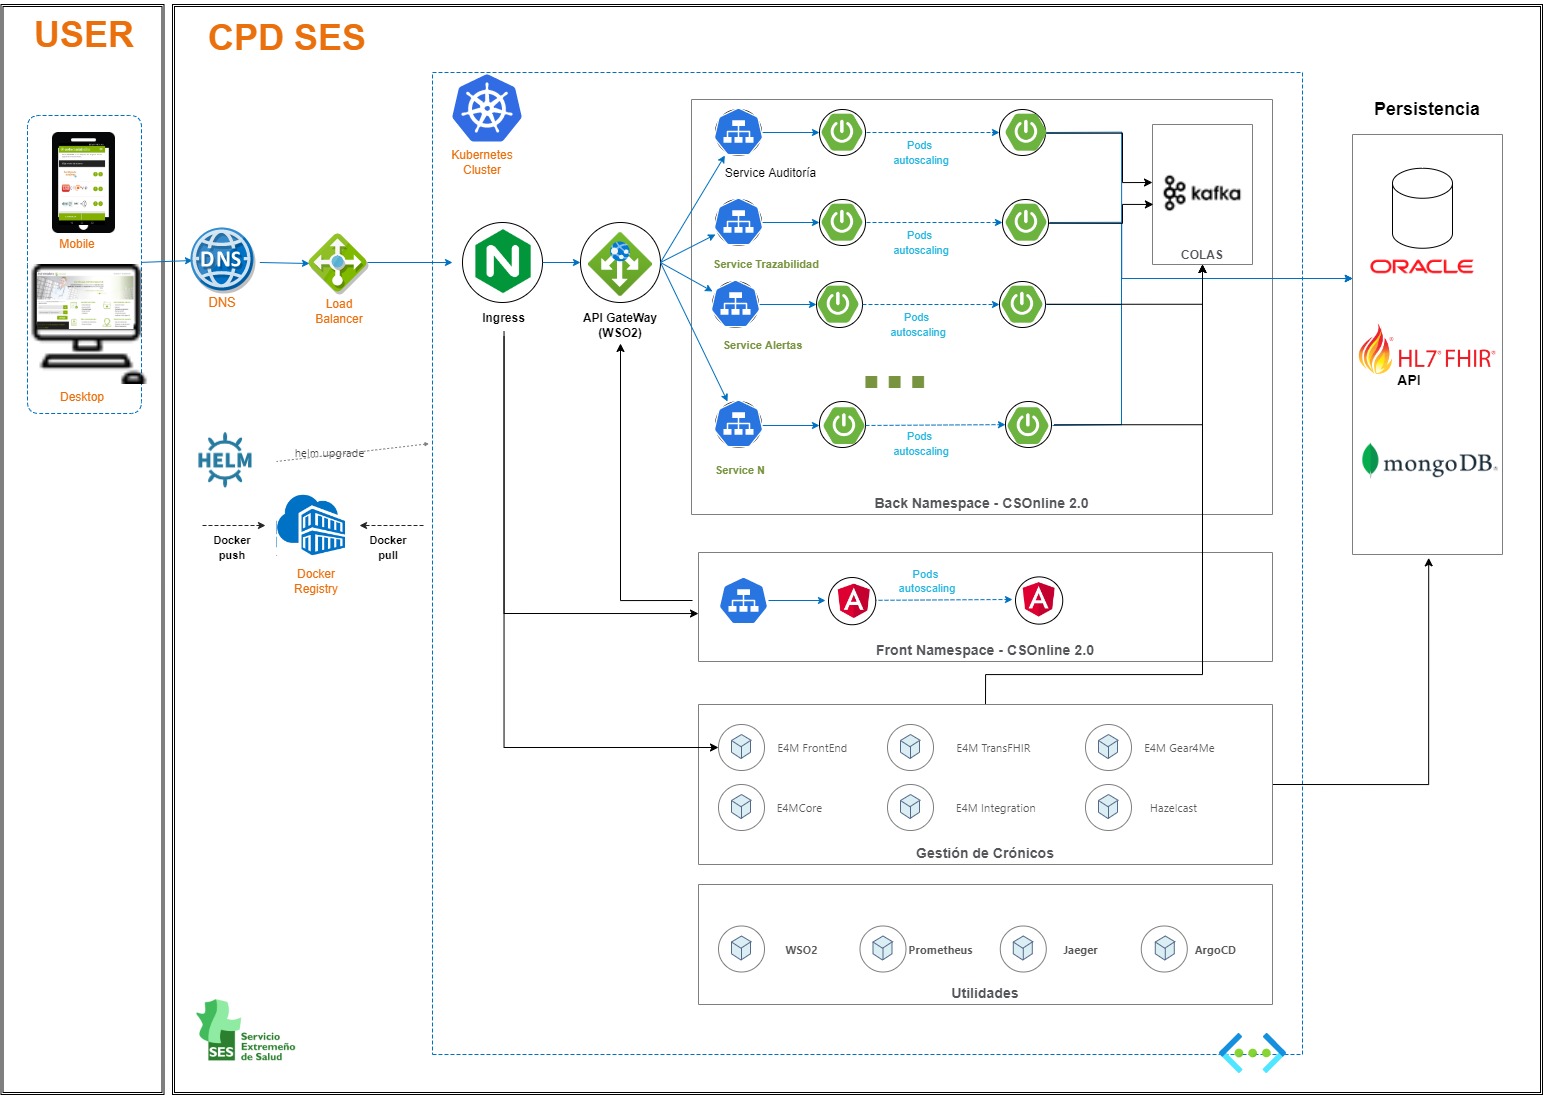 USER
CPD SES
Mobile
Desktop
DNS
DNS
Load
Balancer
HELM
helm upgrade
Docker
push
Docker
pull
Docker
Registry
Kubernetes
Cluster
Ingress
API GateWay
(WSO2)
Service Auditoría
Pods
autoscaling
Service Trazabilidad
Pods
autoscaling
Service Alertas
Pods
autoscaling
Service N
Pods
autoscaling
kafka
COLAS
Back Namespace - CSOnline 2.0
Pods
autoscaling
Front Namespace - CSOnline 2.0
E4M FrontEnd
E4M TransFHIR
E4M Gear4Me
E4MCore
E4M Integration
Hazelcast
Gestión de Crónicos
WSO2
Prometheus
Jaeger
ArgoCD
Utilidades
Persistencia
ORACLE
HL7® FHIR®
API
mongoDB®
SES
Servicio
Extremeño
de Salud